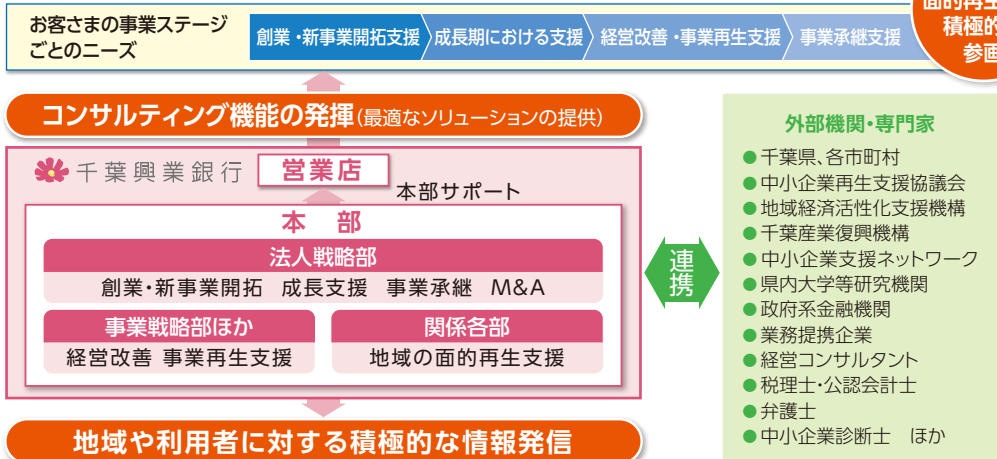 お客さまの事業ステージ
ごとのニーズ
創業・新事業開拓支援
成長期における支援
経営改善・事業再生支援
事業承継支援
積極的
参画
コンサルティング機能の発揮(最適なソリューションの提供)
千葉興業銀行
営業店
本部サポート
本 部
法人戦略部
創業・新事業開拓 成長支援 事業承継 M&A
事業戦略部ほか
経営改善 事業再生支援
関係各部
地域の面的再生支援
地域や利用者に対する積極的な情報発信
連携
外部機関・専門家
●千葉県、各市町村
●中小企業再生支援協議会
●地域経済活性化支援機構
●千葉産業復興機構
●中小企業支援ネットワーク
●県内大学等研究機関
●政府系金融機関
●業務提携企業
●経営コンサルタント
●税理士・公認会計士
●弁護士
●中小企業診断士 ほか